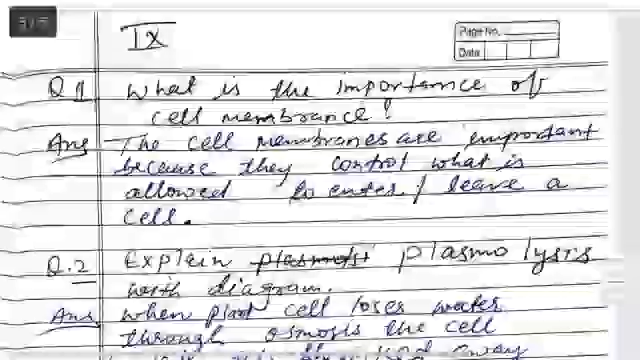 IX
Page No.
Date
Q.1 What is the importance of
cell membrance?
Ans The cell membranes are important
because they control what is
allowed to enter/leave a
cell.
Q.2 Explain plasmolysis
with diagram.
Ans When plant cell loses water
through osmosis the cell
away